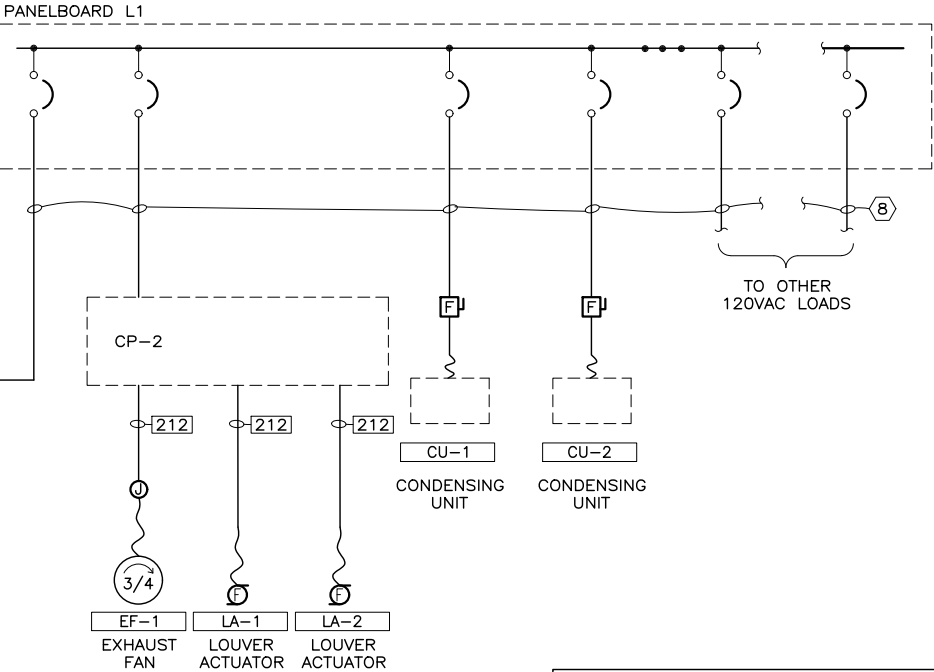 PANELBOARD L1
8
TO OTHER
120VAC LOADS
F
F
CP-2
212
212
212
CU-1
CU-2
CONDENSING
UNIT
CONDENSING
UNIT
J
3/4
F
F
EF-1
LA-1
LA-2
EXHAUST
FAN
LOUVER
ACTUATOR
LOUVER
ACTUATOR